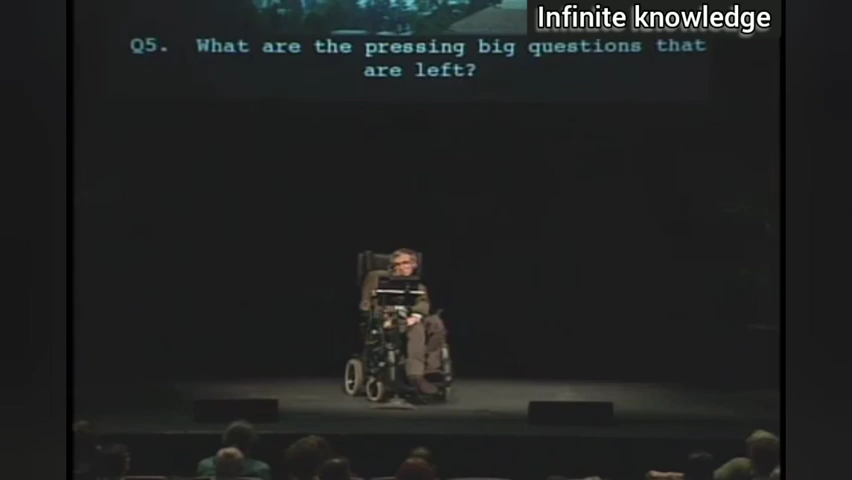 Infinite knowledge
Q5. What are the pressing big questions that
are left?